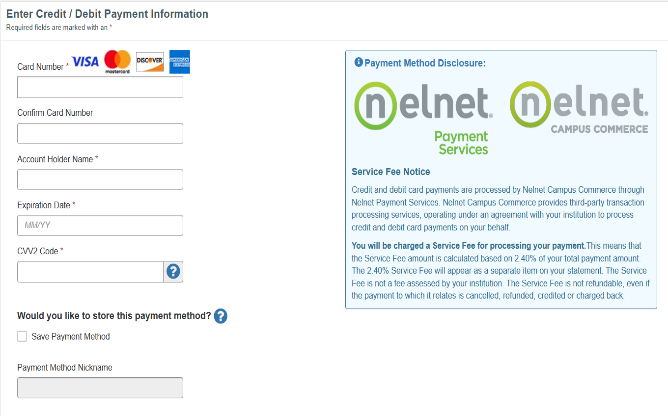 Enter Credit / Debit Payment Information
Required fields are marked with an *
Card Number *
VISA
mastercard
DISCOVER
AMERICAN EXPRESS
Confirm Card Number
Account Holder Name *
Expiration Date *
MM/YY
CVV2 Code *
?
Would you like to store this payment method? ?
Save Payment Method
Payment Method Nickname
Payment Method Disclosure:
nelnet.
Payment
Services
nelnet.
CAMPUS COMMERCE
Service Fee Notice
Credit and debit card payments are processed by Nelnet Campus Commerce through
Nelnet Payment Services. Nelnet Campus Commerce provides third-party transaction
processing services, operating under an agreement with your institution to process
credit and debit card payments on your behalf.
You will be charged a Service Fee for processing your payment.This means that
the Service Fee amount is calculated based on 2.40% of your total payment amount.
The 2.40% Service Fee will appear as a separate item on your statement. The Service
Fee is not a fee assessed by your institution. The Service Fee is not refundable, even if
the payment to which it relates is cancelled, refunded, credited or charged back.